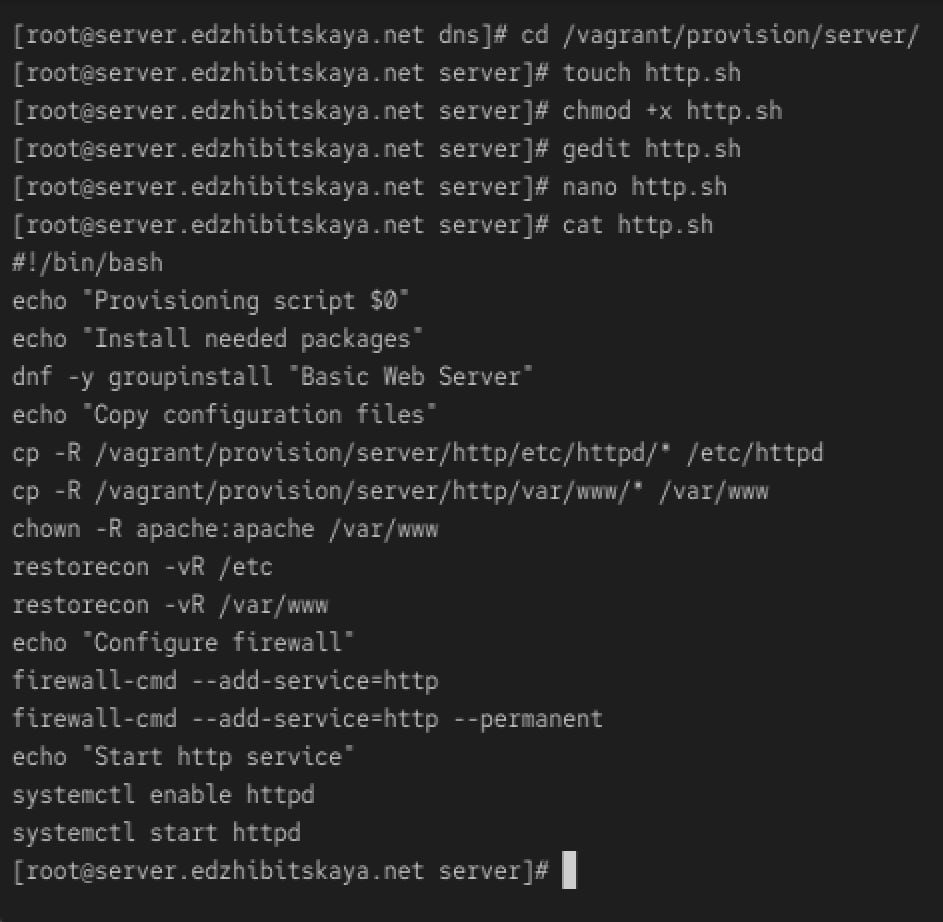 [root@server.edzhibitskaya.net dns]# cd /vagrant/provision/server/
[root@server.edzhibitskaya.net server]# touch http.sh
[root@server.edzhibitskaya.net server]# chmod +x http.sh
[root@server.edzhibitskaya.net server]# gedit http.sh
[root@server.edzhibitskaya.net server]# nano http.sh
[root@server.edzhibitskaya.net server]# cat http.sh
#!/bin/bash
echo "Provisioning script $0"
echo "Install needed packages"
dnf -y groupinstall "Basic Web Server"
echo "Copy configuration files"
cp -R /vagrant/provision/server/http/etc/httpd/* /etc/httpd
cp -R /vagrant/provision/server/http/var/www/* /var/www
chown -R apache:apache /var/www
restorecon -vR /etc
restorecon -vR /var/www
echo "Configure firewall"
firewall-cmd --add-service=http
firewall-cmd --add-service=http --permanent
echo "Start http service"
systemctl enable httpd
systemctl start httpd
[root@server.edzhibitskaya.net server]#